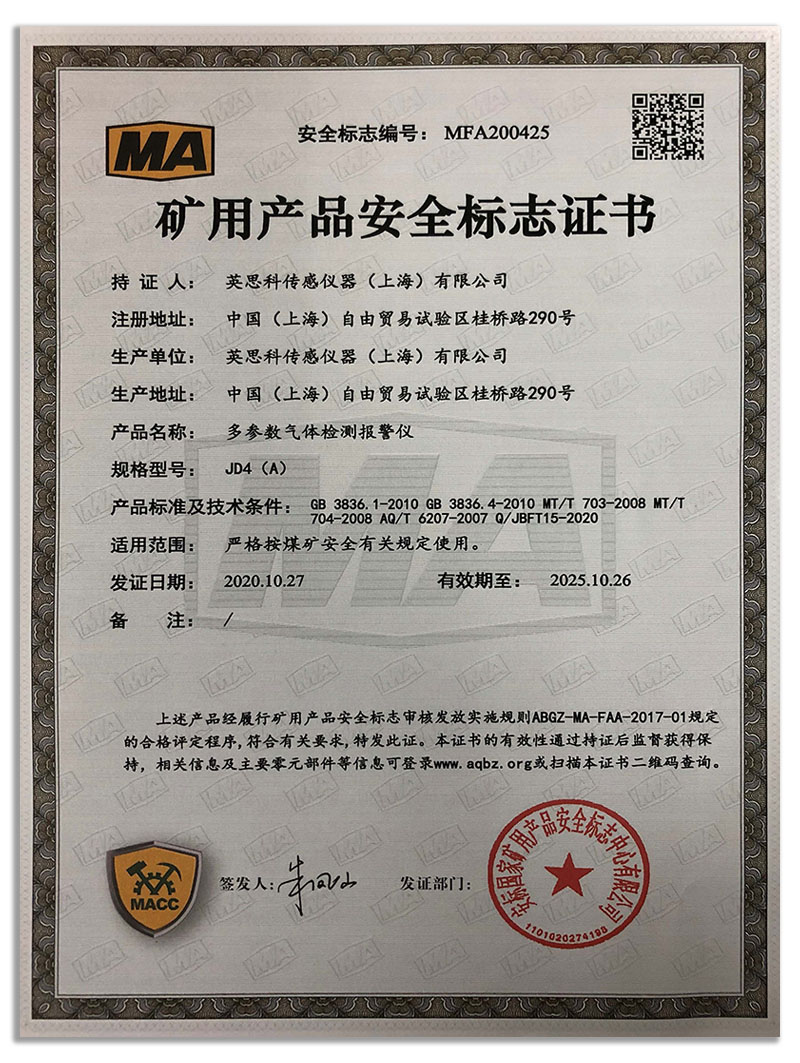 MA
安全标志编号： MFA200425
矿用产品安全标志证书
持 证 人： 英思科传感仪器（上海）有限公司
注册地址： 中国（上海）自由贸易试验区桂桥路290号
生产单位： 英思科传感仪器（上海）有限公司
生产地址： 中国（上海）自由贸易试验区桂桥路290号
产品名称： 多参数气体检测报警仪
规格型号： JD4（A）
产品标准及技术条件： GB 3836.1-2010 GB 3836.4-2010 MT/T 703-2008 MT/T
704-2008 AQ/T 6207-2007 Q/JBFT15-2020
适用范围： 严格按煤矿安全有关规定使用。
发证日期： 2020.10.27 有效期至： 2025.10.26
备 注： /
上述产品经履行矿用产品安全标志审核发放实施规则ABGZ-MA-FAA-2017-01规定
的合格评定程序,符合有关要求,特发此证。本证书的有效性通过持证后监督获得保
持，相关信息及主要零元部件等信息可登录www.aqbz.org或扫描本证书二维码查询。
MACC
签发人: 发证部门:
安标国家矿用产品安全标志中心有限公司
1101020274198